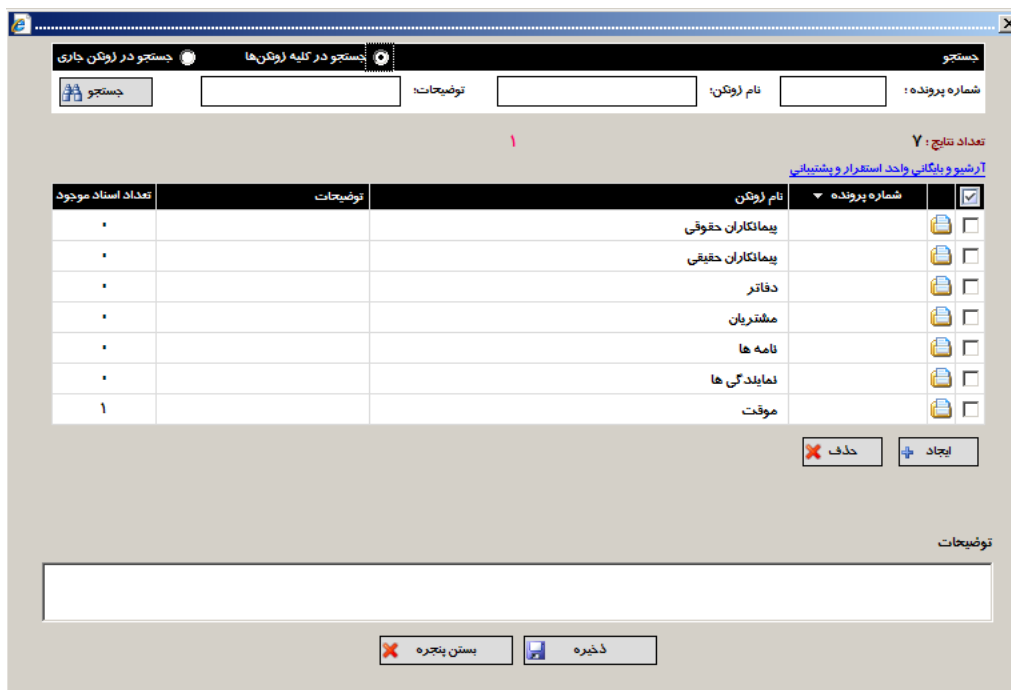 جستجو جستجو در کلیه زونکن‌ها جستجو در زونکن جاری
شماره پرونده : نام زونکن: توضیحات: جستجو
تعداد نتایج : ۷ ۱
آرشیو و بایگانی واحد استقرار و پشتیبانی
شماره پرونده نام زونکن توضیحات تعداد اسناد موجود
پیمانکاران حقوقی ۰
پیمانکاران حقیقی ۰
دفاتر ۰
مشتریان ۰
نامه ها ۰
نمایندگی ها ۰
موقت ۱
ایجاد حذف
توضیحات
ذخیره بستن پنجره